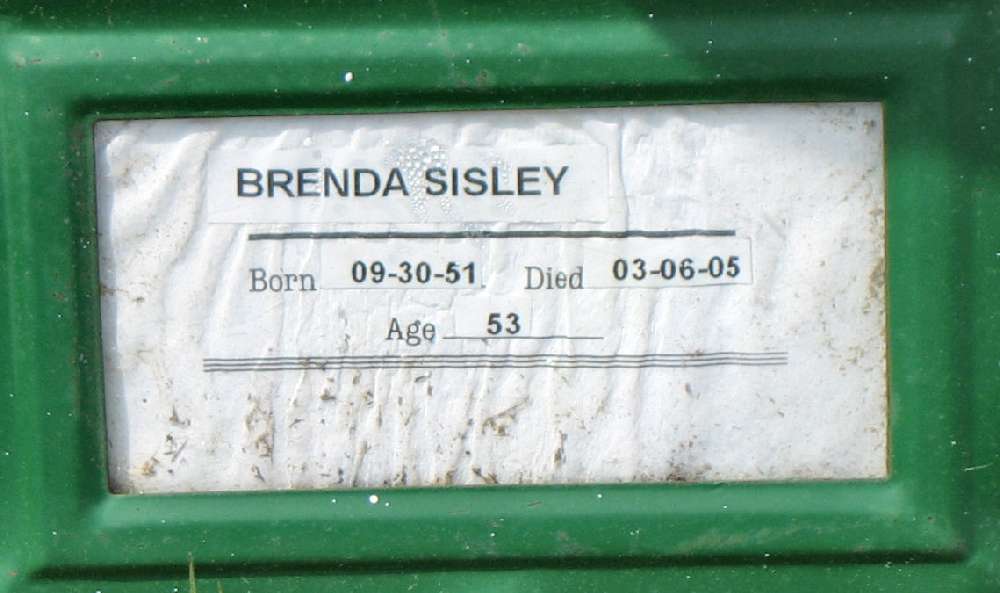 BRENDA SISLEY
Born 09-30-51 Died 03-06-05
Age 53